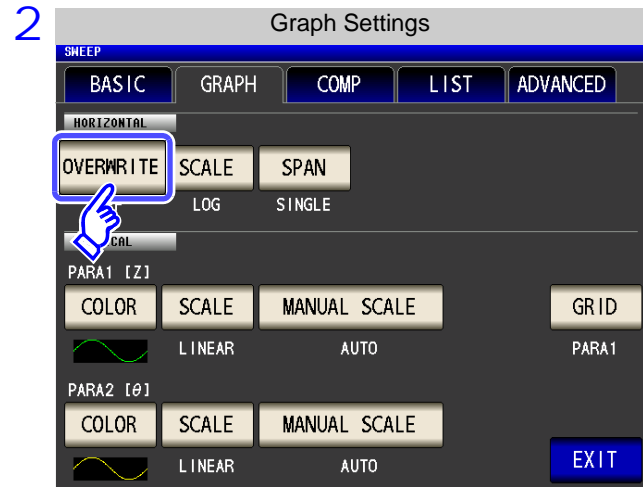 2
Graph Settings
SWEEP
BASIC GRAPH COMP LIST ADVANCED
HORIZONTAL
OVERWRITE SCALE SPAN
LOG SINGLE
CAL
PARA1 [Z]
COLOR SCALE MANUAL SCALE GRID
LINEAR AUTO PARA1
PARA2 [θ]
COLOR SCALE MANUAL SCALE
LINEAR AUTO EXIT